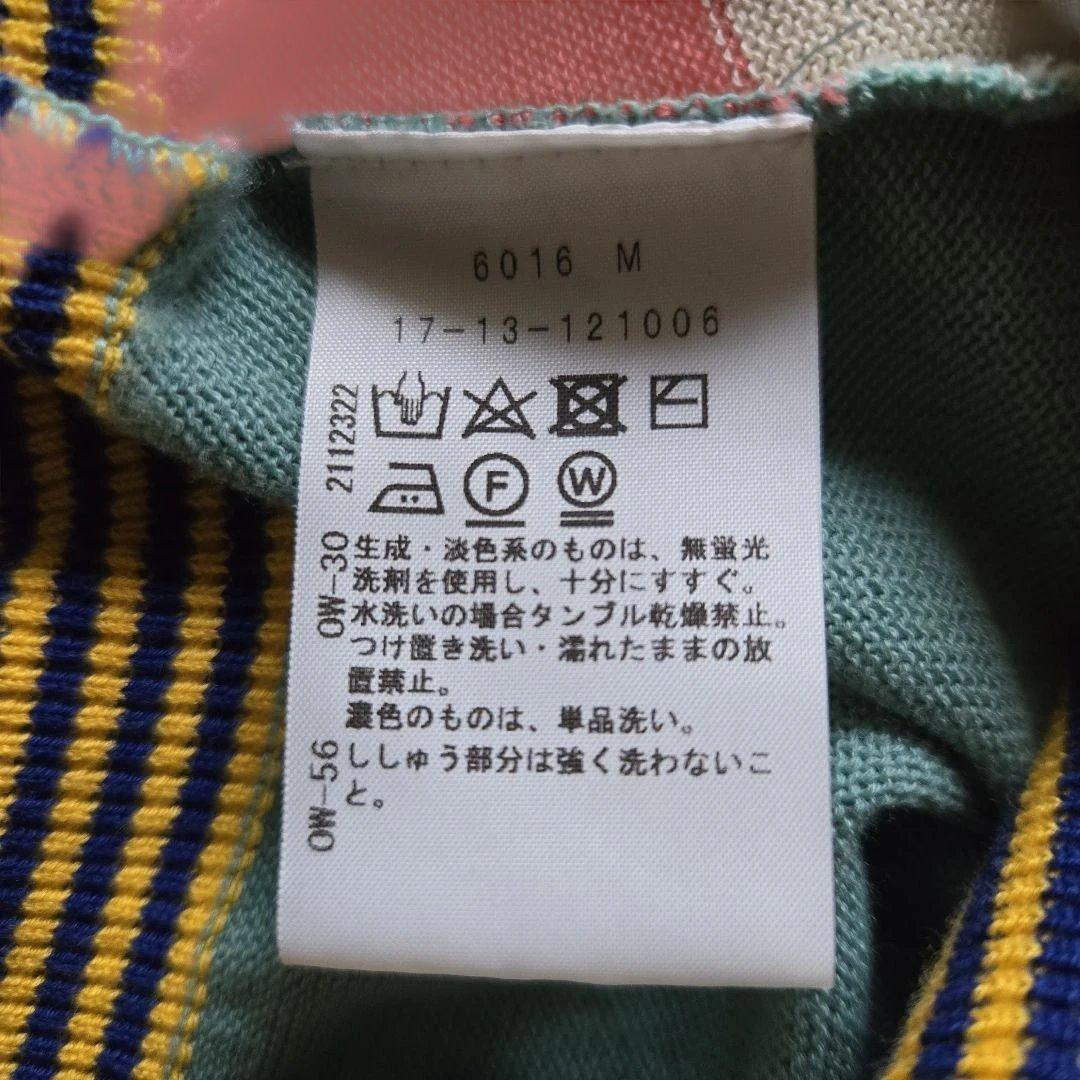 6016 M
17-13-121006
2112322
F
W
OW-30
生成・淡色系のものは、無蛍光
洗剤を使用し、十分にすすぐ。
水洗いの場合タンブル乾燥禁止。
つけ置き洗い・濡れたままの放
置禁止。
濃色のものは、単品洗い。
OW-56
ししゅう部分は強く洗わないこ
と。